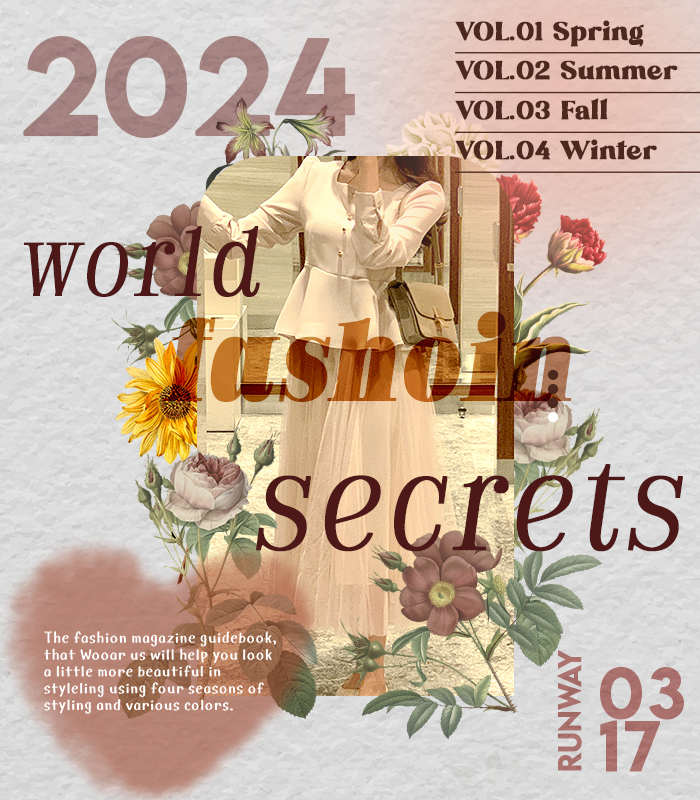 2024
VOL.01 Spring
VOL.02 Summer
VOL.03 Fall
VOL.04 Winter
world
fashoin
secrets
The fashion magazine guidebook,
that Wooar us will help you look
a little more beautiful in
styleling using four seasons of
styling and various colors.
RUNWAY
03
17